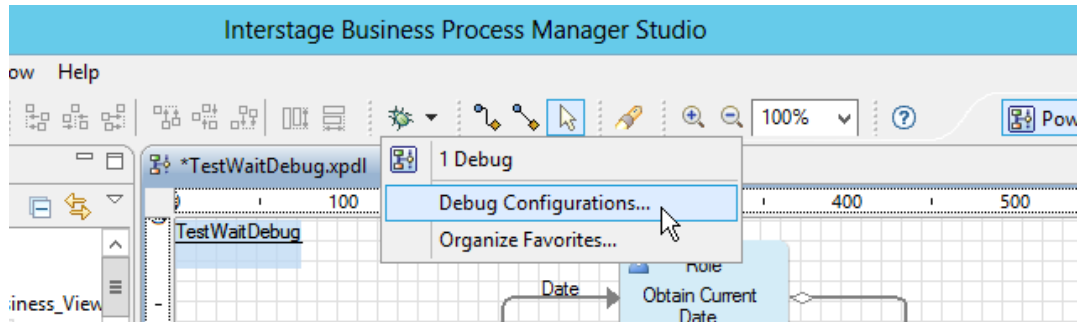 Interstage Business Process Manager Studio
ow Help
100%
Pow
*TestWaitDebug.xpdl
1 Debug
100
Debug Configurations...
400
500
TestWaitDebug
Organize Favorites...
Role
Date
Obtain Current
Date
iness_View